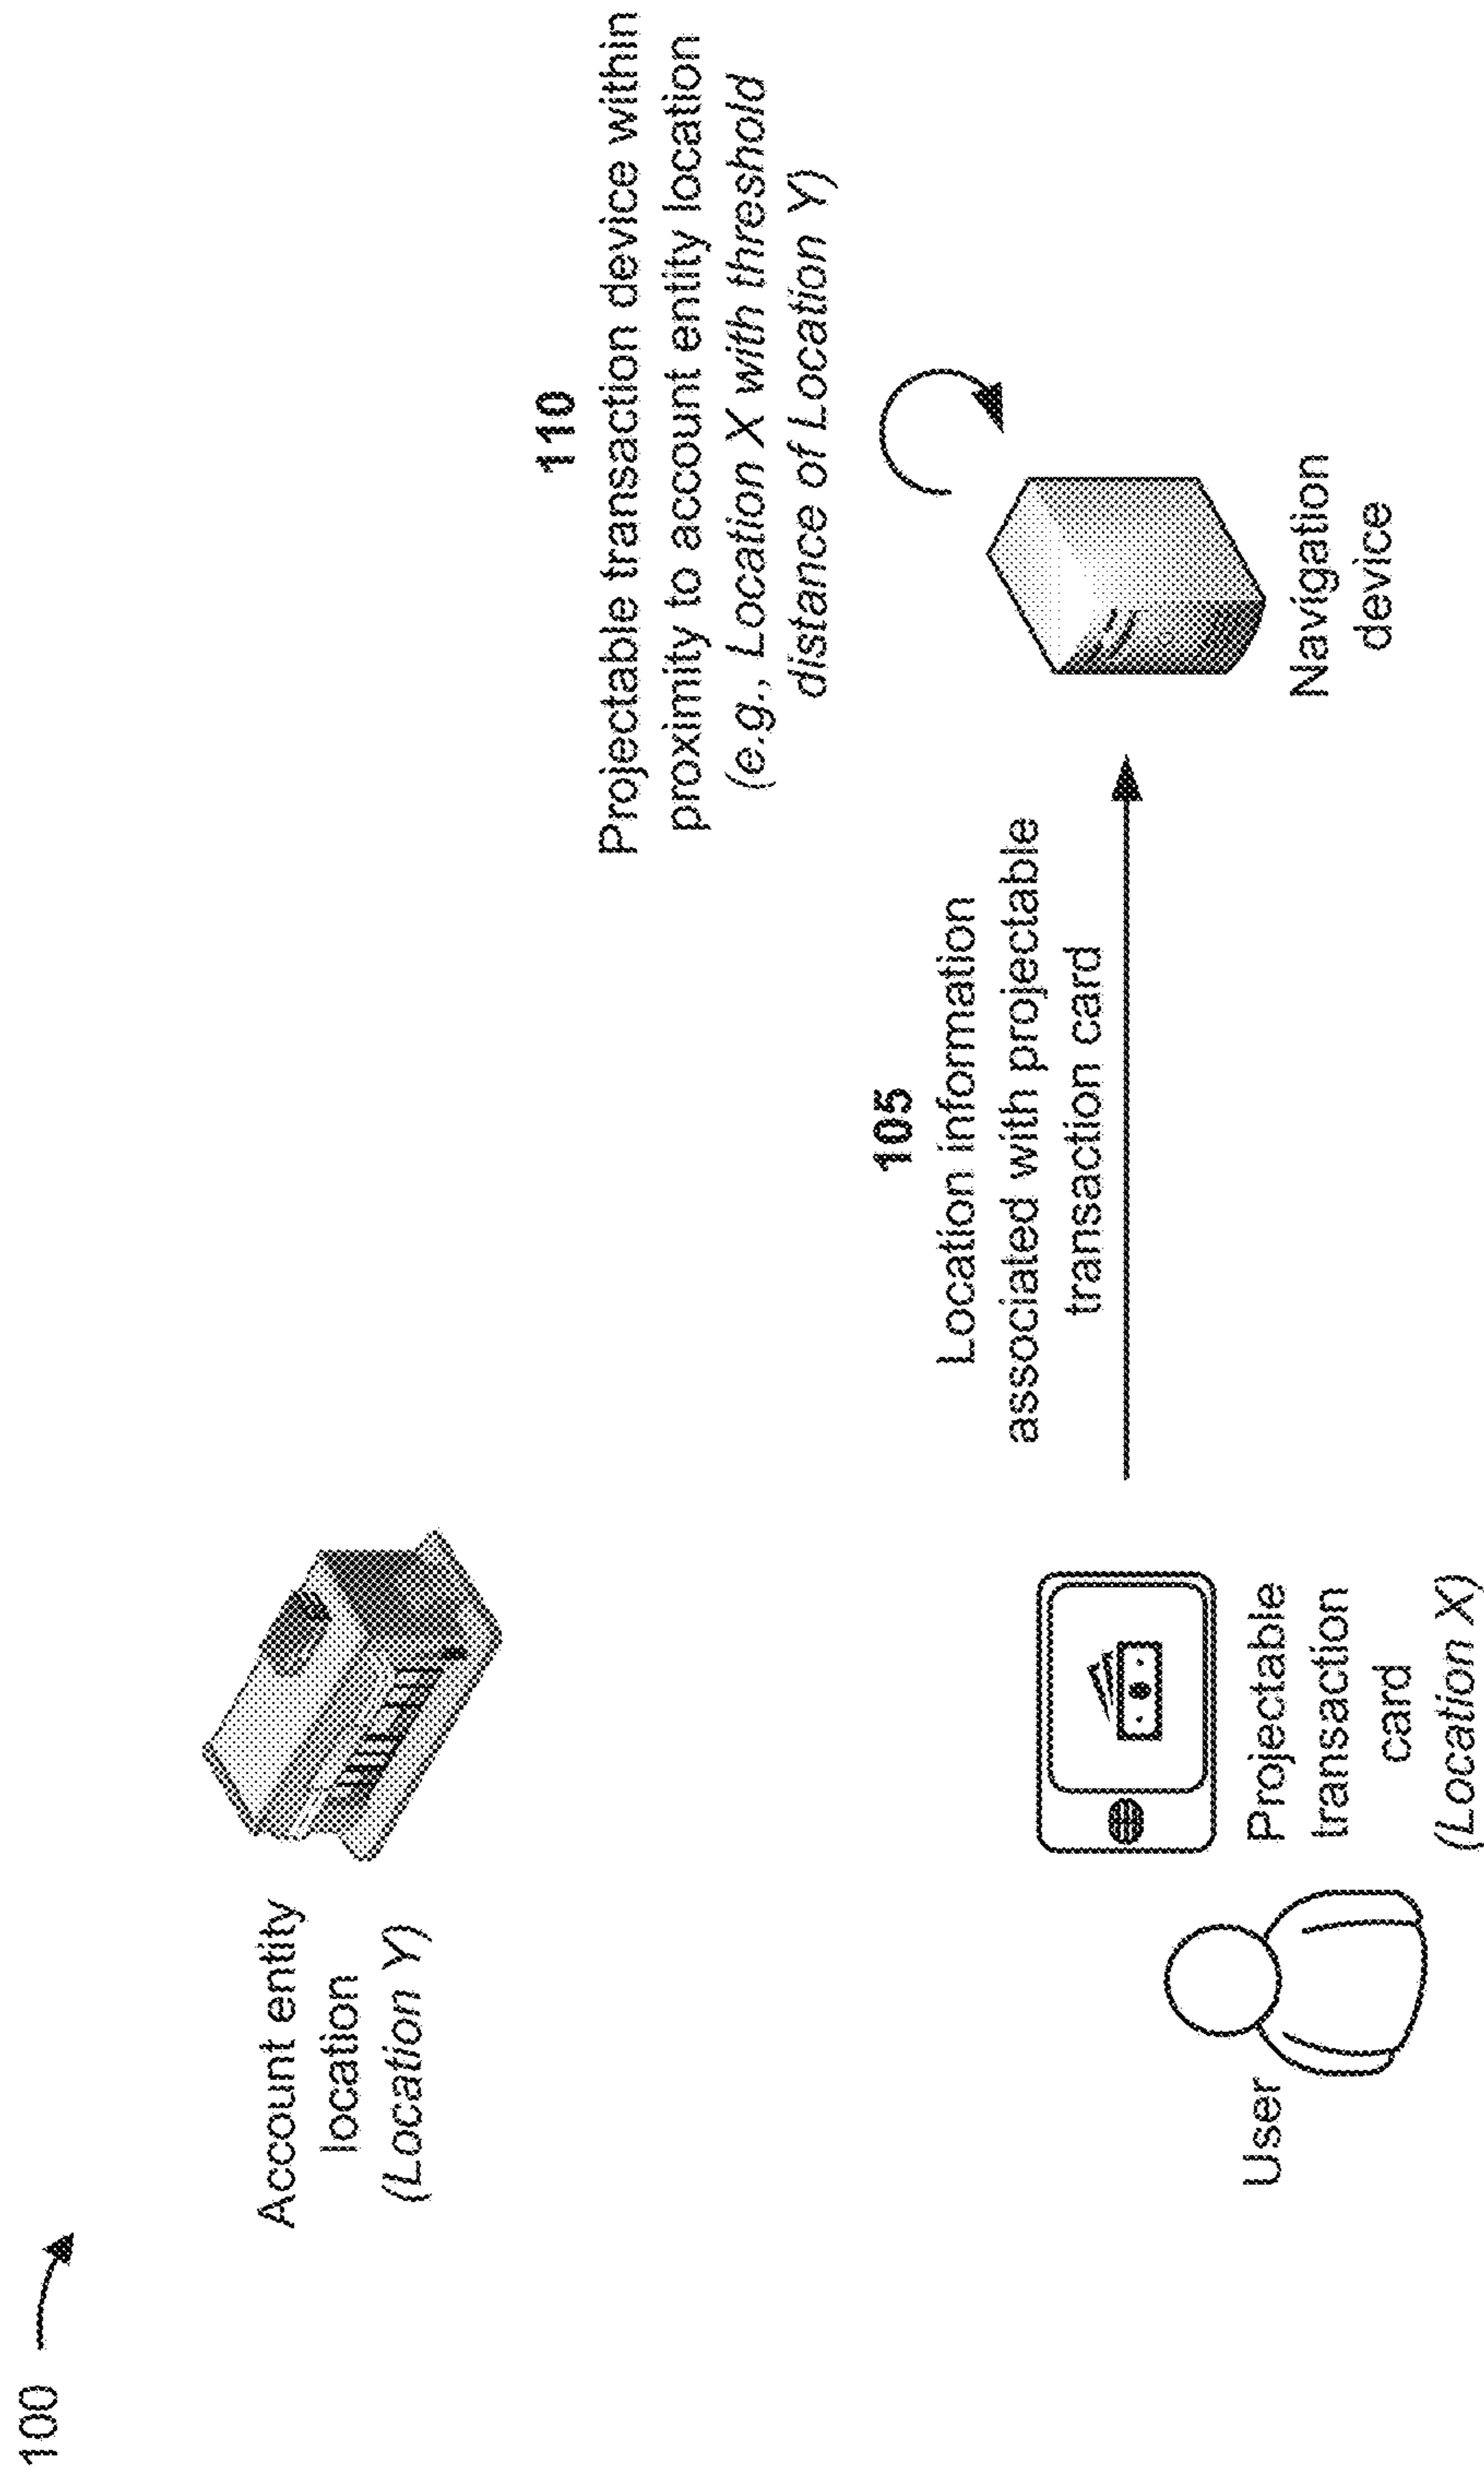 100
Account entity
location
(Location Y)
110
Projectable transaction device within
proximity to account entity location
(e.g., Location X with threshold
distance of Location Y)
105
Location information
associated with projectable
transaction card
User
Projectable
transaction
card
(Location X)
Navigation
device